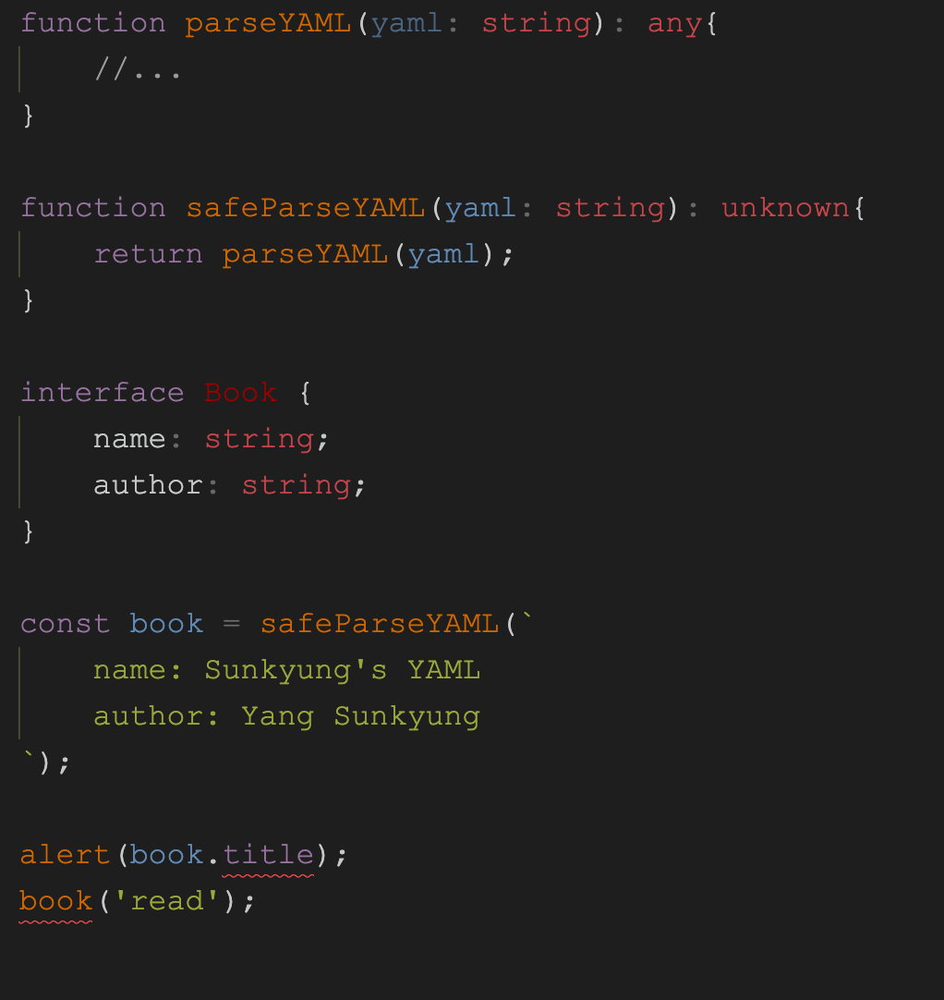 function parseYAML(yaml: string): any{
    //...
}
function safeParseYAML(yaml: string): unknown{
    return parseYAML(yaml);
}
interface Book {
    name: string;
    author: string;
}
const book = safeParseYAML(`
    name: Sunkyung's YAML
    author: Yang Sunkyung
`);
alert(book.title);
book('read');